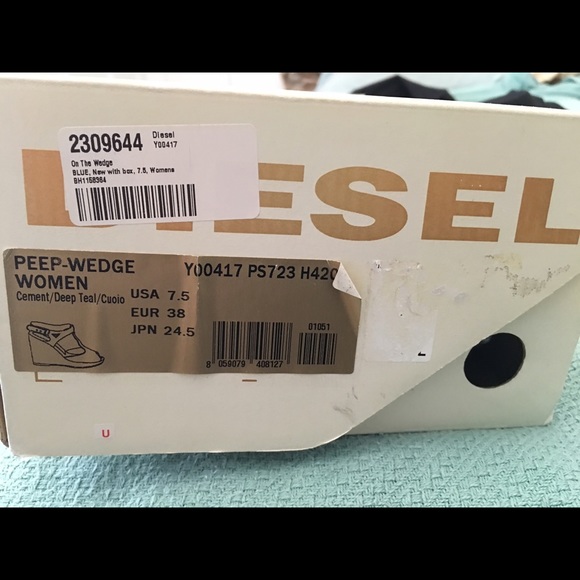 2309644 Diesel
Y00417
On The Wedge
BLUE, New with box, 7.5, Womens
BH1158364
DIESEL
PEEP-WEDGE
WOMEN
Y00417 PS723 H420
Cement/Deep Teal/Cuoio
USA 7.5
EUR 38
JPN 24.5
01051
8 059079 408127
U